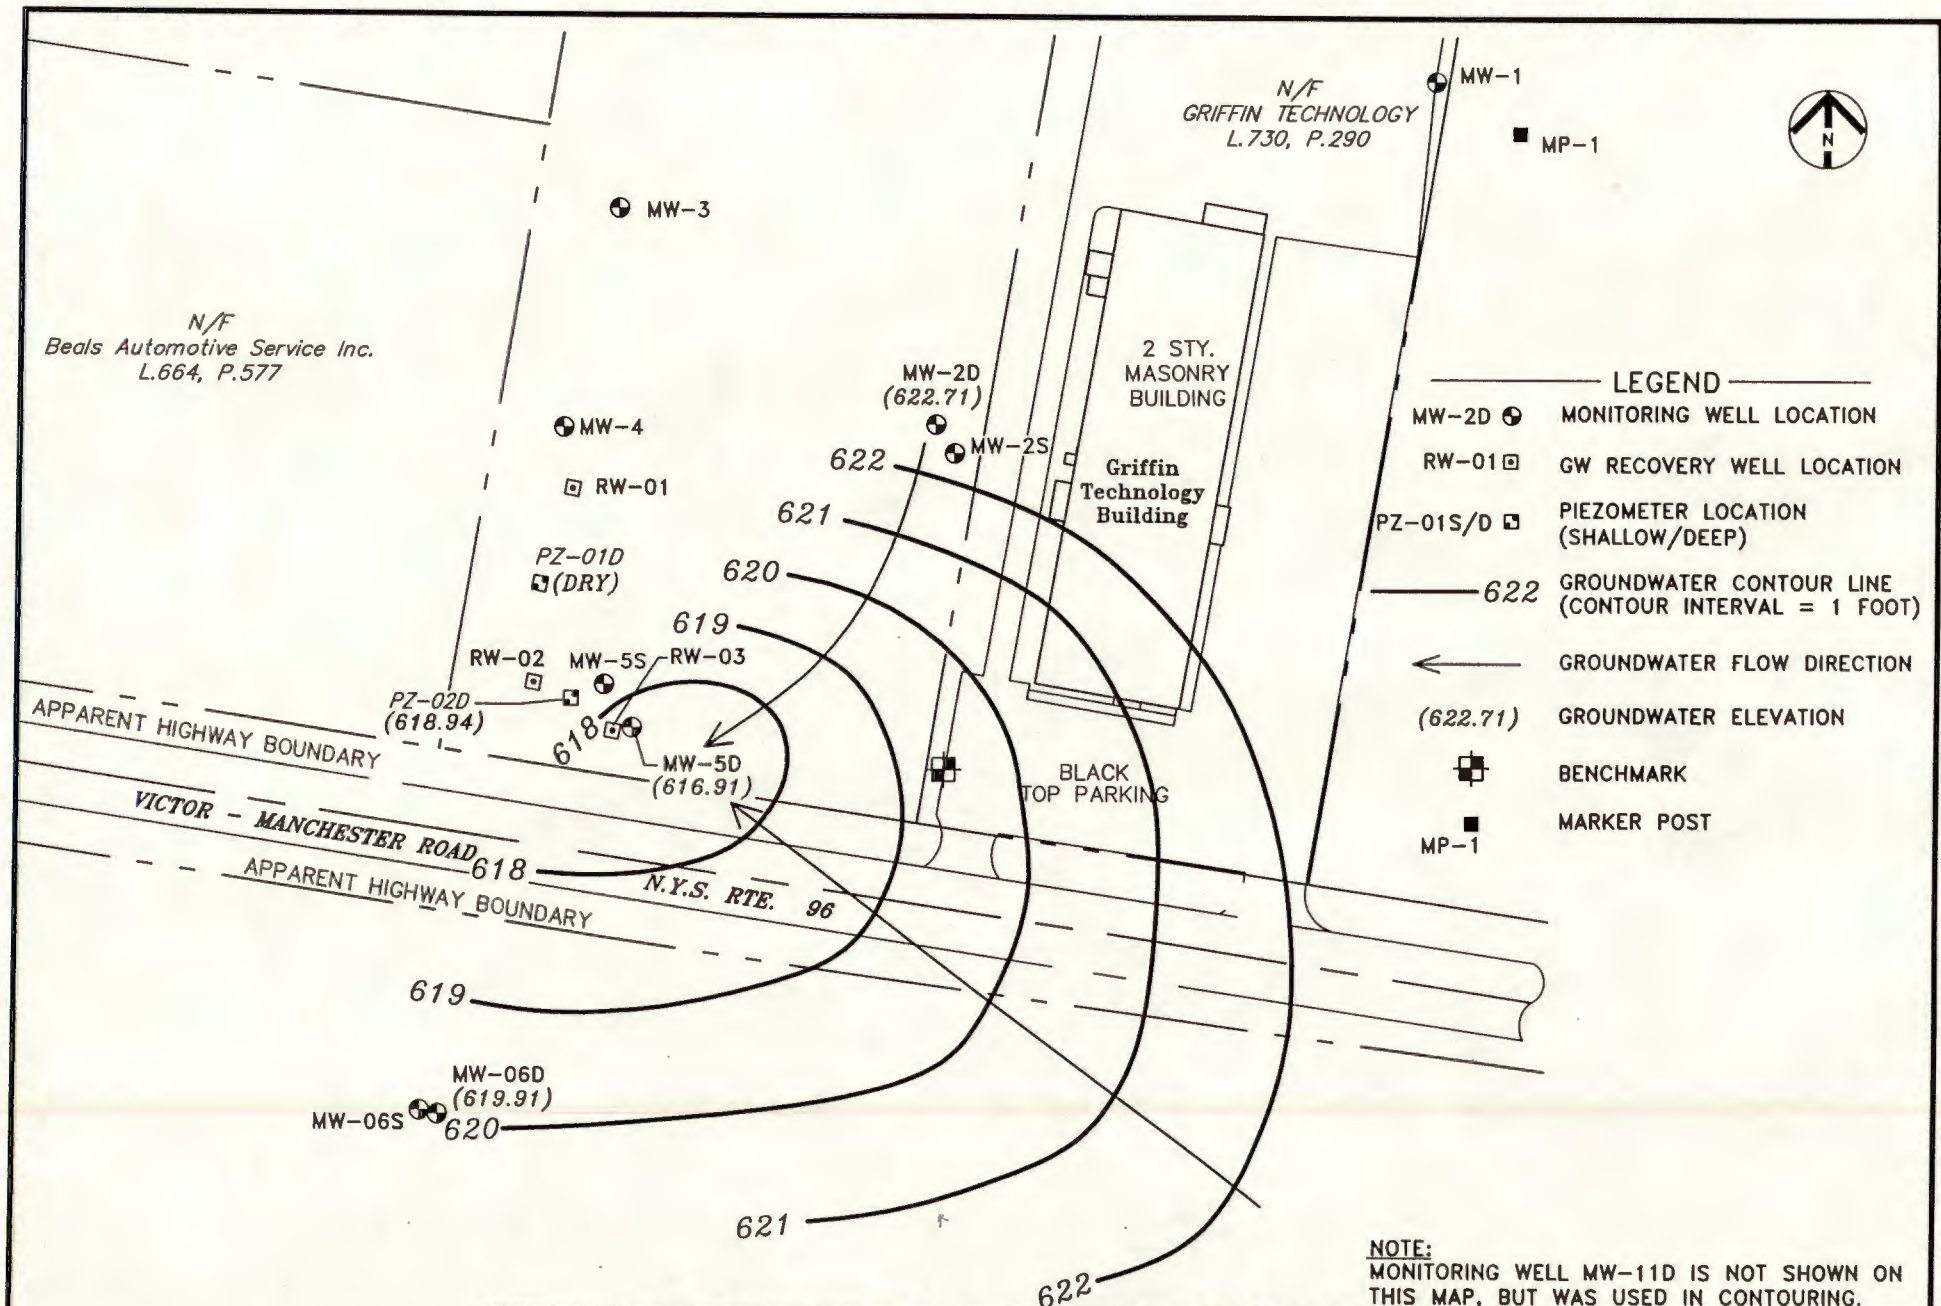 N/F
GRIFFIN TECHNOLOGY
L.730, P.290
MW-1
MP-1
N
MW-3
N/F
Beals Automotive Service Inc.
L.664, P.577
2 STY.
MASONRY
BUILDING
MW-2D
(622.71)
MW-2S
MW-4
RW-01
622
621
620
619
618
Griffin
Technology
Building
PZ-01D
(DRY)
RW-02
MW-5S
RW-03
PZ-02D
(618.94)
MW-5D
(616.91)
APPARENT HIGHWAY BOUNDARY
BLACK
TOP PARKING
VICTOR - MANCHESTER ROAD
618
N.Y.S. RTE. 96
APPARENT HIGHWAY BOUNDARY
619
MW-06D
(619.91)
MW-06S
620
621
622
LEGEND
MW-2D MONITORING WELL LOCATION
RW-01 GW RECOVERY WELL LOCATION
PZ-01S/D PIEZOMETER LOCATION
(SHALLOW/DEEP)
622 GROUNDWATER CONTOUR LINE
(CONTOUR INTERVAL = 1 FOOT)
GROUNDWATER FLOW DIRECTION
(622.71) GROUNDWATER ELEVATION
BENCHMARK
MP-1 MARKER POST
NOTE:
MONITORING WELL MW-11D IS NOT SHOWN ON
THIS MAP, BUT WAS USED IN CONTOURING.